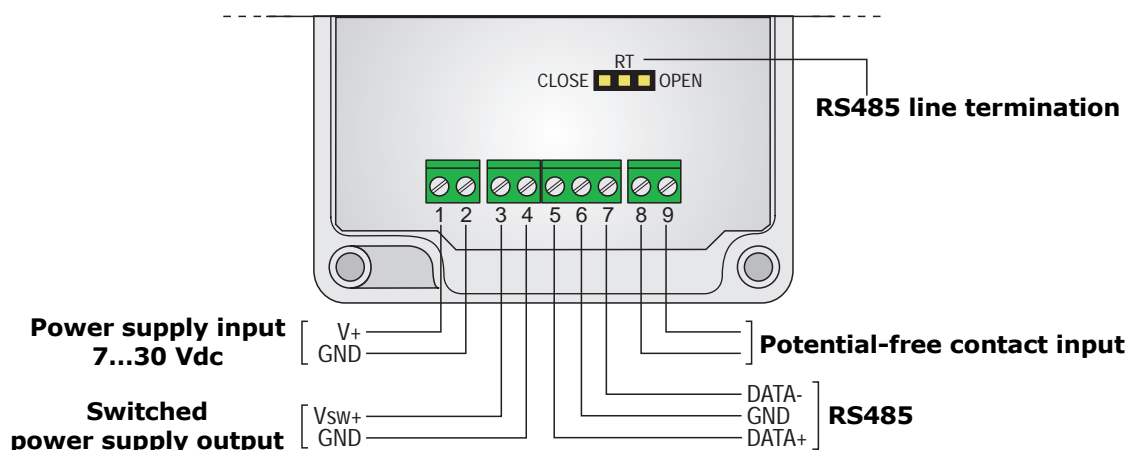 RT
CLOSE OPEN
RS485 line termination
1 2 3 4 5 6 7 8 9
Power supply input
7...30 Vdc
V+
GND
Potential-free contact input
Switched
power supply output
VSW+
GND
DATA-
GND
DATA+
RS485